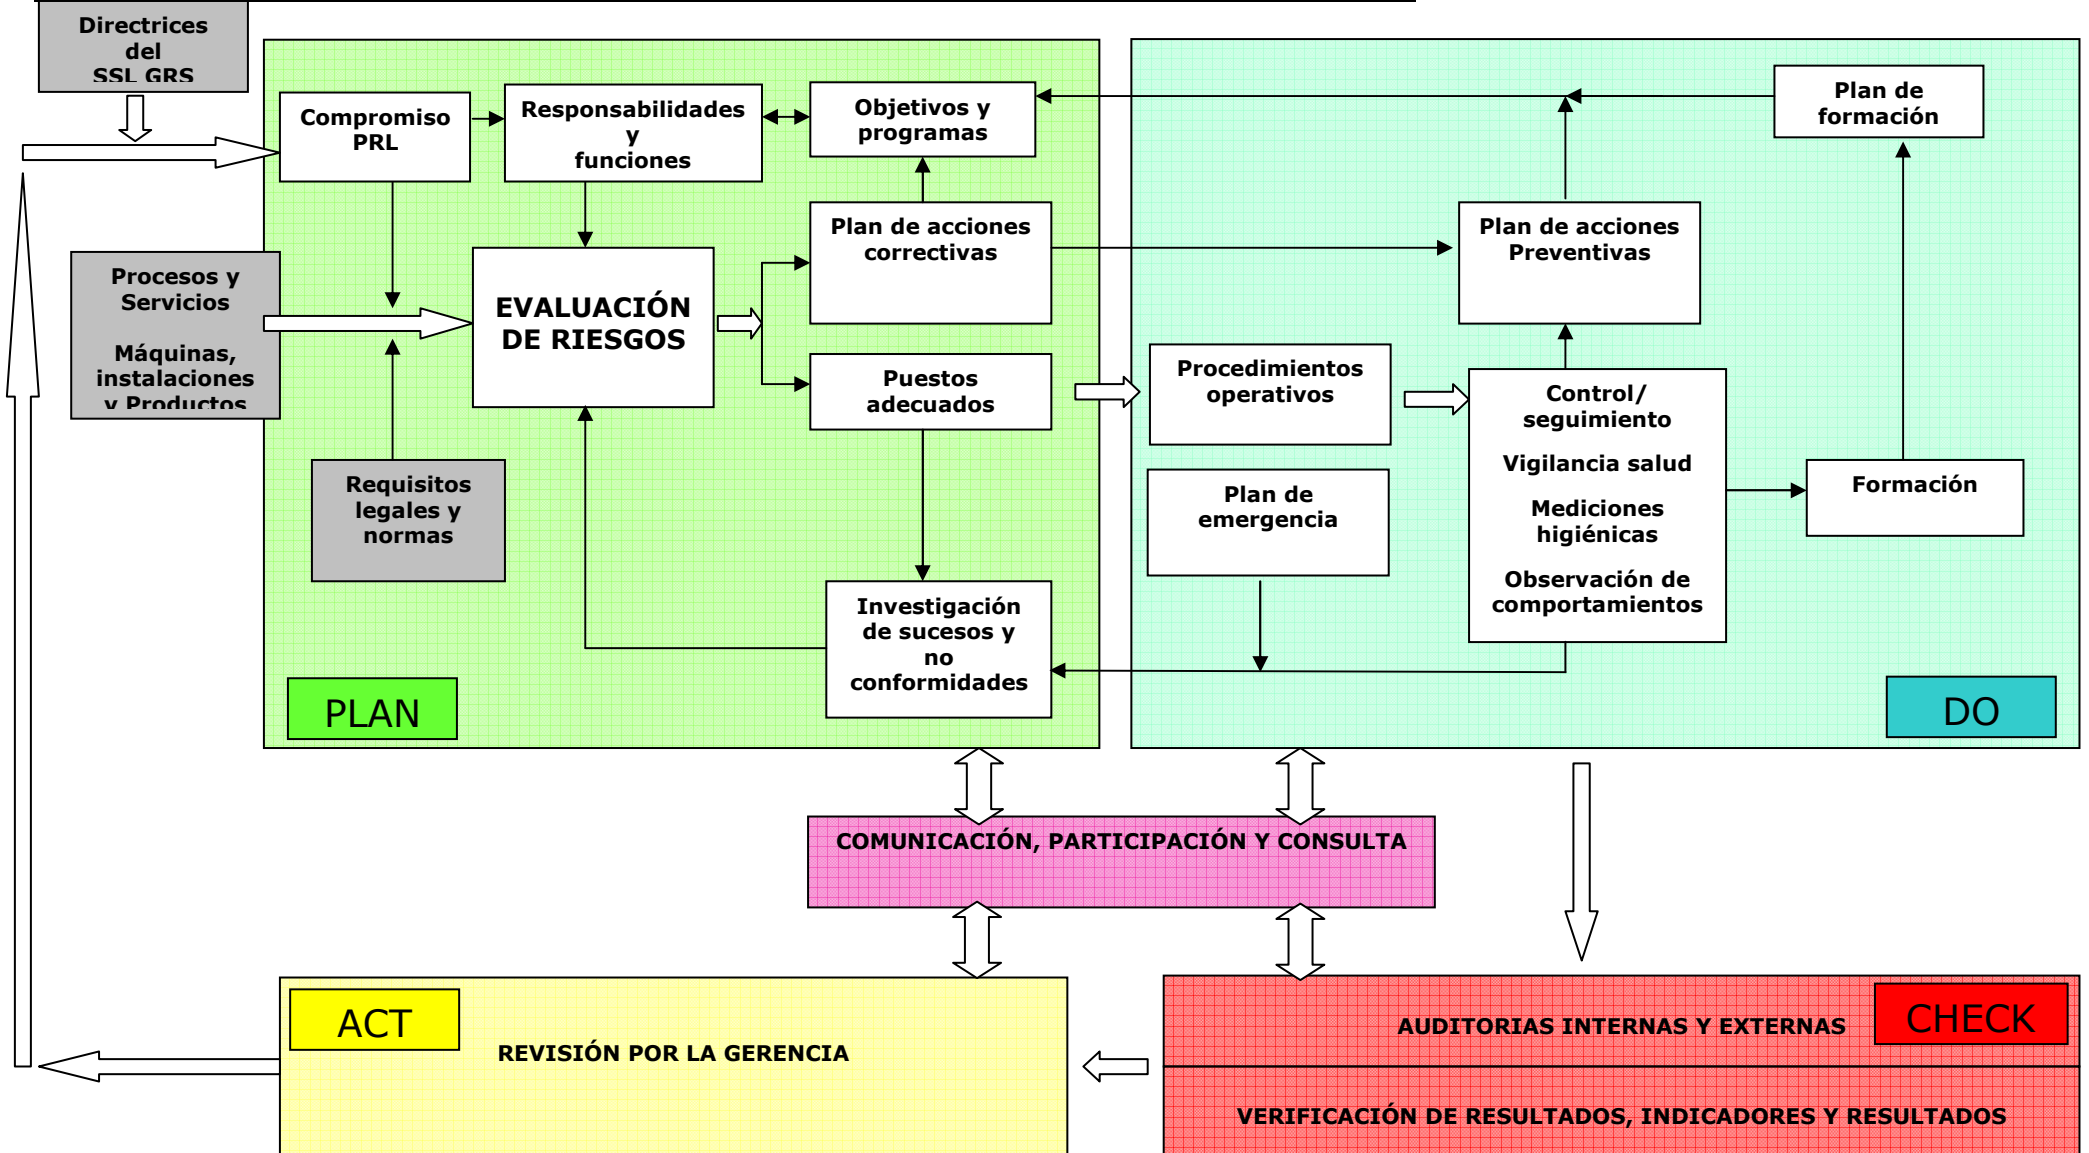 Directrices
del
SSL GRS
Compromiso
PRL
Responsabilidades
y
funciones
Objetivos y
programas
Plan de
formación
Procesos y
Servicios
Máquinas,
instalaciones
y Productos
EVALUACIÓN
DE RIESGOS
Plan de acciones
correctivas
Plan de acciones
Preventivas
Puestos
adecuados
Procedimientos
operativos
Control/
seguimiento
Vigilancia salud
Mediciones
higiénicas
Observación de
comportamientos
Requisitos
legales y
normas
Plan de
emergencia
Formación
Investigación
de sucesos y
no
conformidades
PLAN
DO
COMUNICACIÓN, PARTICIPACIÓN Y CONSULTA
ACT
REVISIÓN POR LA GERENCIA
CHECK
AUDITORIAS INTERNAS Y EXTERNAS
VERIFICACIÓN DE RESULTADOS, INDICADORES Y RESULTADOS